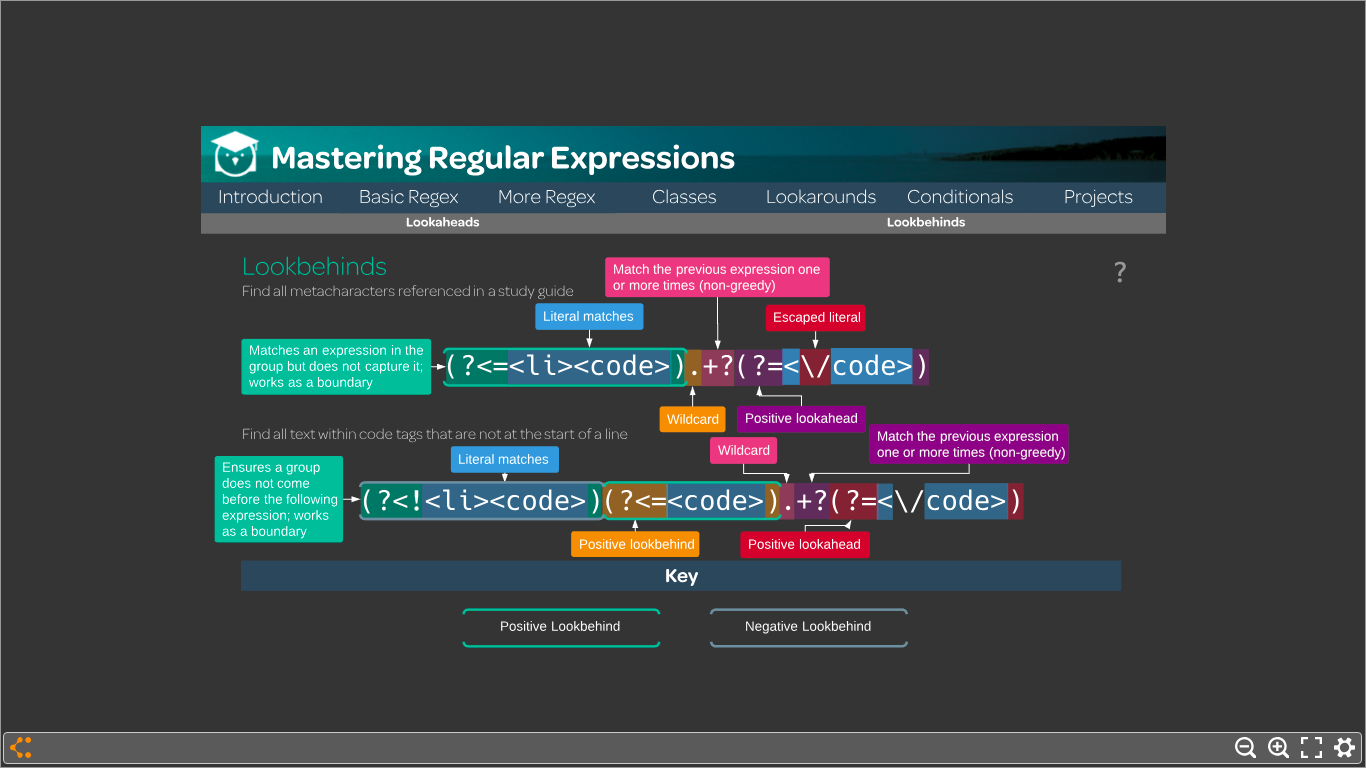 Mastering Regular Expressions
Introduction Basic Regex More Regex Classes Lookarounds Conditionals Projects
Lookaheads Lookbehinds
Lookbehinds
?
Find all metacharacters referenced in a study guide
Match the previous expression one
or more times (non-greedy)
Literal matches
Escaped literal
Matches an expression in the
group but does not capture it;
works as a boundary
(?<=<li><code>).+?(?=<\/code>)
Wildcard
Positive lookahead
Find all text within code tags that are not at the start of a line
Wildcard
Match the previous expression
one or more times (non-greedy)
Literal matches
Ensures a group
does not come
before the following
expression; works
as a boundary
(?<!<li><code>)(?<=<code>).+?(?=<\/code>)
Positive lookbehind
Positive lookahead
Key
Positive Lookbehind
Negative Lookbehind